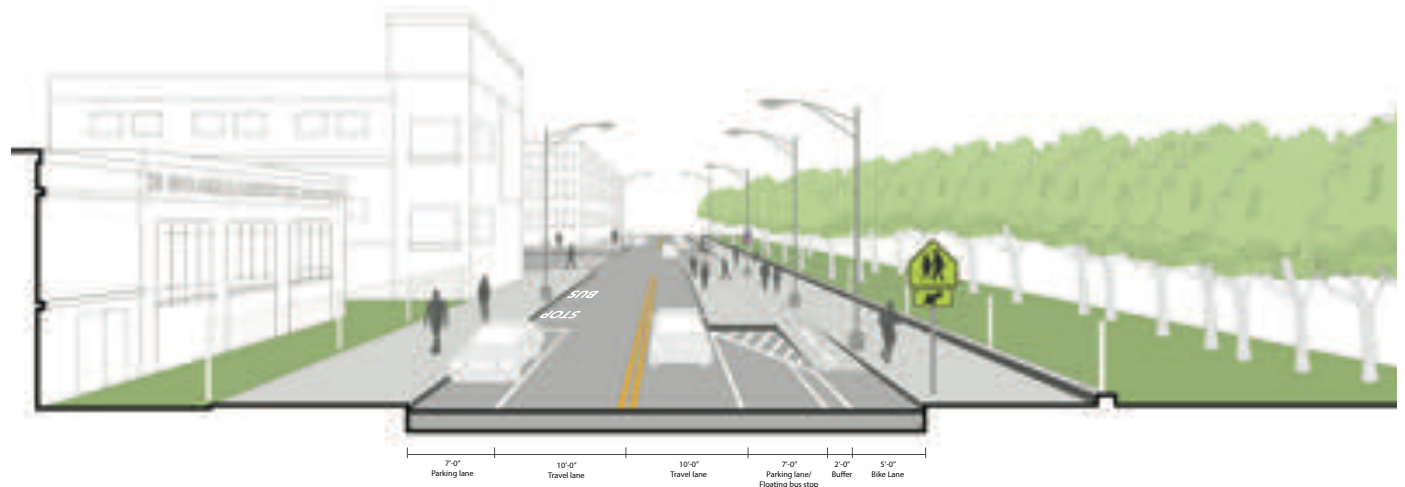 BUS
STOP
7'-0"
Parking lane
10'-0"
Travel lane
10'-0"
Travel lane
7'-0"
Parking lane/
Floating bus stop
2'-0"
Buffer
5'-0"
Bike Lane